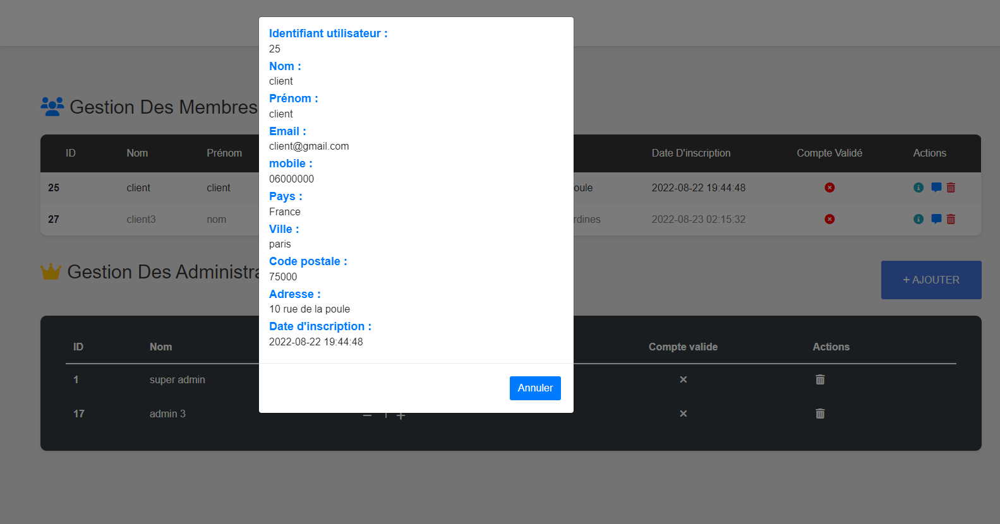 Identifiant utilisateur :
25
Nom :
client
Prénom :
client
Email :
client@gmail.com
mobile :
06000000
Pays :
France
Ville :
paris
Code postale :
75000
Adresse :
10 rue de la poule
Date d'inscription :
2022-08-22 19:44:48
Annuler
Gestion Des Membres
ID Nom Prénom Date D'inscription Compte Validé Actions
25 client client oule 2022-08-22 19:44:48
27 client3 nom rdines 2022-08-23 02:15:32
Gestion Des Administra
+ AJOUTER
ID Nom Compte valide Actions
1 super admin
17 admin 3 − 1 +